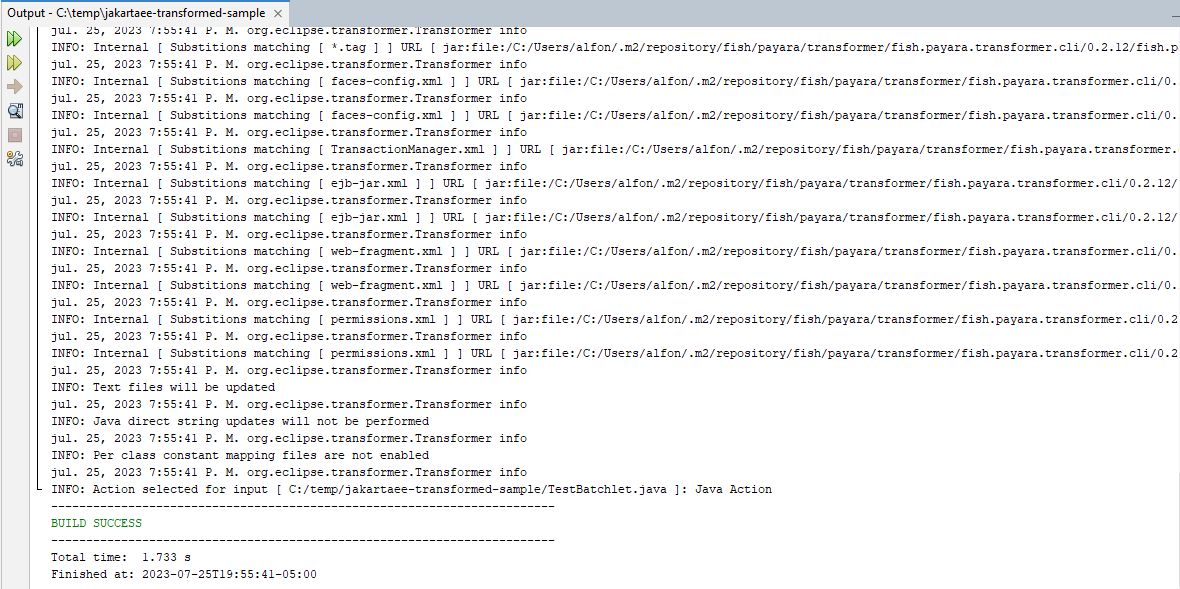 Output - C:\temp\jakartaee-transformed-sample ×
jul. 25, 2023 7:55:41 P. M. org.eclipse.transformer.Transformer info
INFO: Internal [ Substitions matching [ *.tag ] ] URL [ jar:file:/C:/Users/alfon/.m2/repository/fish/payara/transformer/fish.payara.transformer.cli/0.2.12/fish.p
jul. 25, 2023 7:55:41 P. M. org.eclipse.transformer.Transformer info
INFO: Internal [ Substitions matching [ faces-config.xml ] ] URL [ jar:file:/C:/Users/alfon/.m2/repository/fish/payara/transformer/fish.payara.transformer.cli/0.
jul. 25, 2023 7:55:41 P. M. org.eclipse.transformer.Transformer info
INFO: Internal [ Substitions matching [ faces-config.xml ] ] URL [ jar:file:/C:/Users/alfon/.m2/repository/fish/payara/transformer/fish.payara.transformer.cli/0.
jul. 25, 2023 7:55:41 P. M. org.eclipse.transformer.Transformer info
INFO: Internal [ Substitions matching [ TransactionManager.xml ] ] URL [ jar:file:/C:/Users/alfon/.m2/repository/fish/payara/transformer/fish.payara.transformer.
jul. 25, 2023 7:55:41 P. M. org.eclipse.transformer.Transformer info
INFO: Internal [ Substitions matching [ ejb-jar.xml ] ] URL [ jar:file:/C:/Users/alfon/.m2/repository/fish/payara/transformer/fish.payara.transformer.cli/0.2.12/
jul. 25, 2023 7:55:41 P. M. org.eclipse.transformer.Transformer info
INFO: Internal [ Substitions matching [ ejb-jar.xml ] ] URL [ jar:file:/C:/Users/alfon/.m2/repository/fish/payara/transformer/fish.payara.transformer.cli/0.2.12/
jul. 25, 2023 7:55:41 P. M. org.eclipse.transformer.Transformer info
INFO: Internal [ Substitions matching [ web-fragment.xml ] ] URL [ jar:file:/C:/Users/alfon/.m2/repository/fish/payara/transformer/fish.payara.transformer.cli/0.
jul. 25, 2023 7:55:41 P. M. org.eclipse.transformer.Transformer info
INFO: Internal [ Substitions matching [ web-fragment.xml ] ] URL [ jar:file:/C:/Users/alfon/.m2/repository/fish/payara/transformer/fish.payara.transformer.cli/0.
jul. 25, 2023 7:55:41 P. M. org.eclipse.transformer.Transformer info
INFO: Internal [ Substitions matching [ permissions.xml ] ] URL [ jar:file:/C:/Users/alfon/.m2/repository/fish/payara/transformer/fish.payara.transformer.cli/0.2
jul. 25, 2023 7:55:41 P. M. org.eclipse.transformer.Transformer info
INFO: Internal [ Substitions matching [ permissions.xml ] ] URL [ jar:file:/C:/Users/alfon/.m2/repository/fish/payara/transformer/fish.payara.transformer.cli/0.2
jul. 25, 2023 7:55:41 P. M. org.eclipse.transformer.Transformer info
INFO: Text files will be updated
jul. 25, 2023 7:55:41 P. M. org.eclipse.transformer.Transformer info
INFO: Java direct string updates will not be performed
jul. 25, 2023 7:55:41 P. M. org.eclipse.transformer.Transformer info
INFO: Per class constant mapping files are not enabled
jul. 25, 2023 7:55:41 P. M. org.eclipse.transformer.Transformer info
INFO: Action selected for input [ C:/temp/jakartaee-transformed-sample/TestBatchlet.java ]: Java Action
------------------------------------------------------------------------
BUILD SUCCESS
------------------------------------------------------------------------
Total time:  1.733 s
Finished at: 2023-07-25T19:55:41-05:00